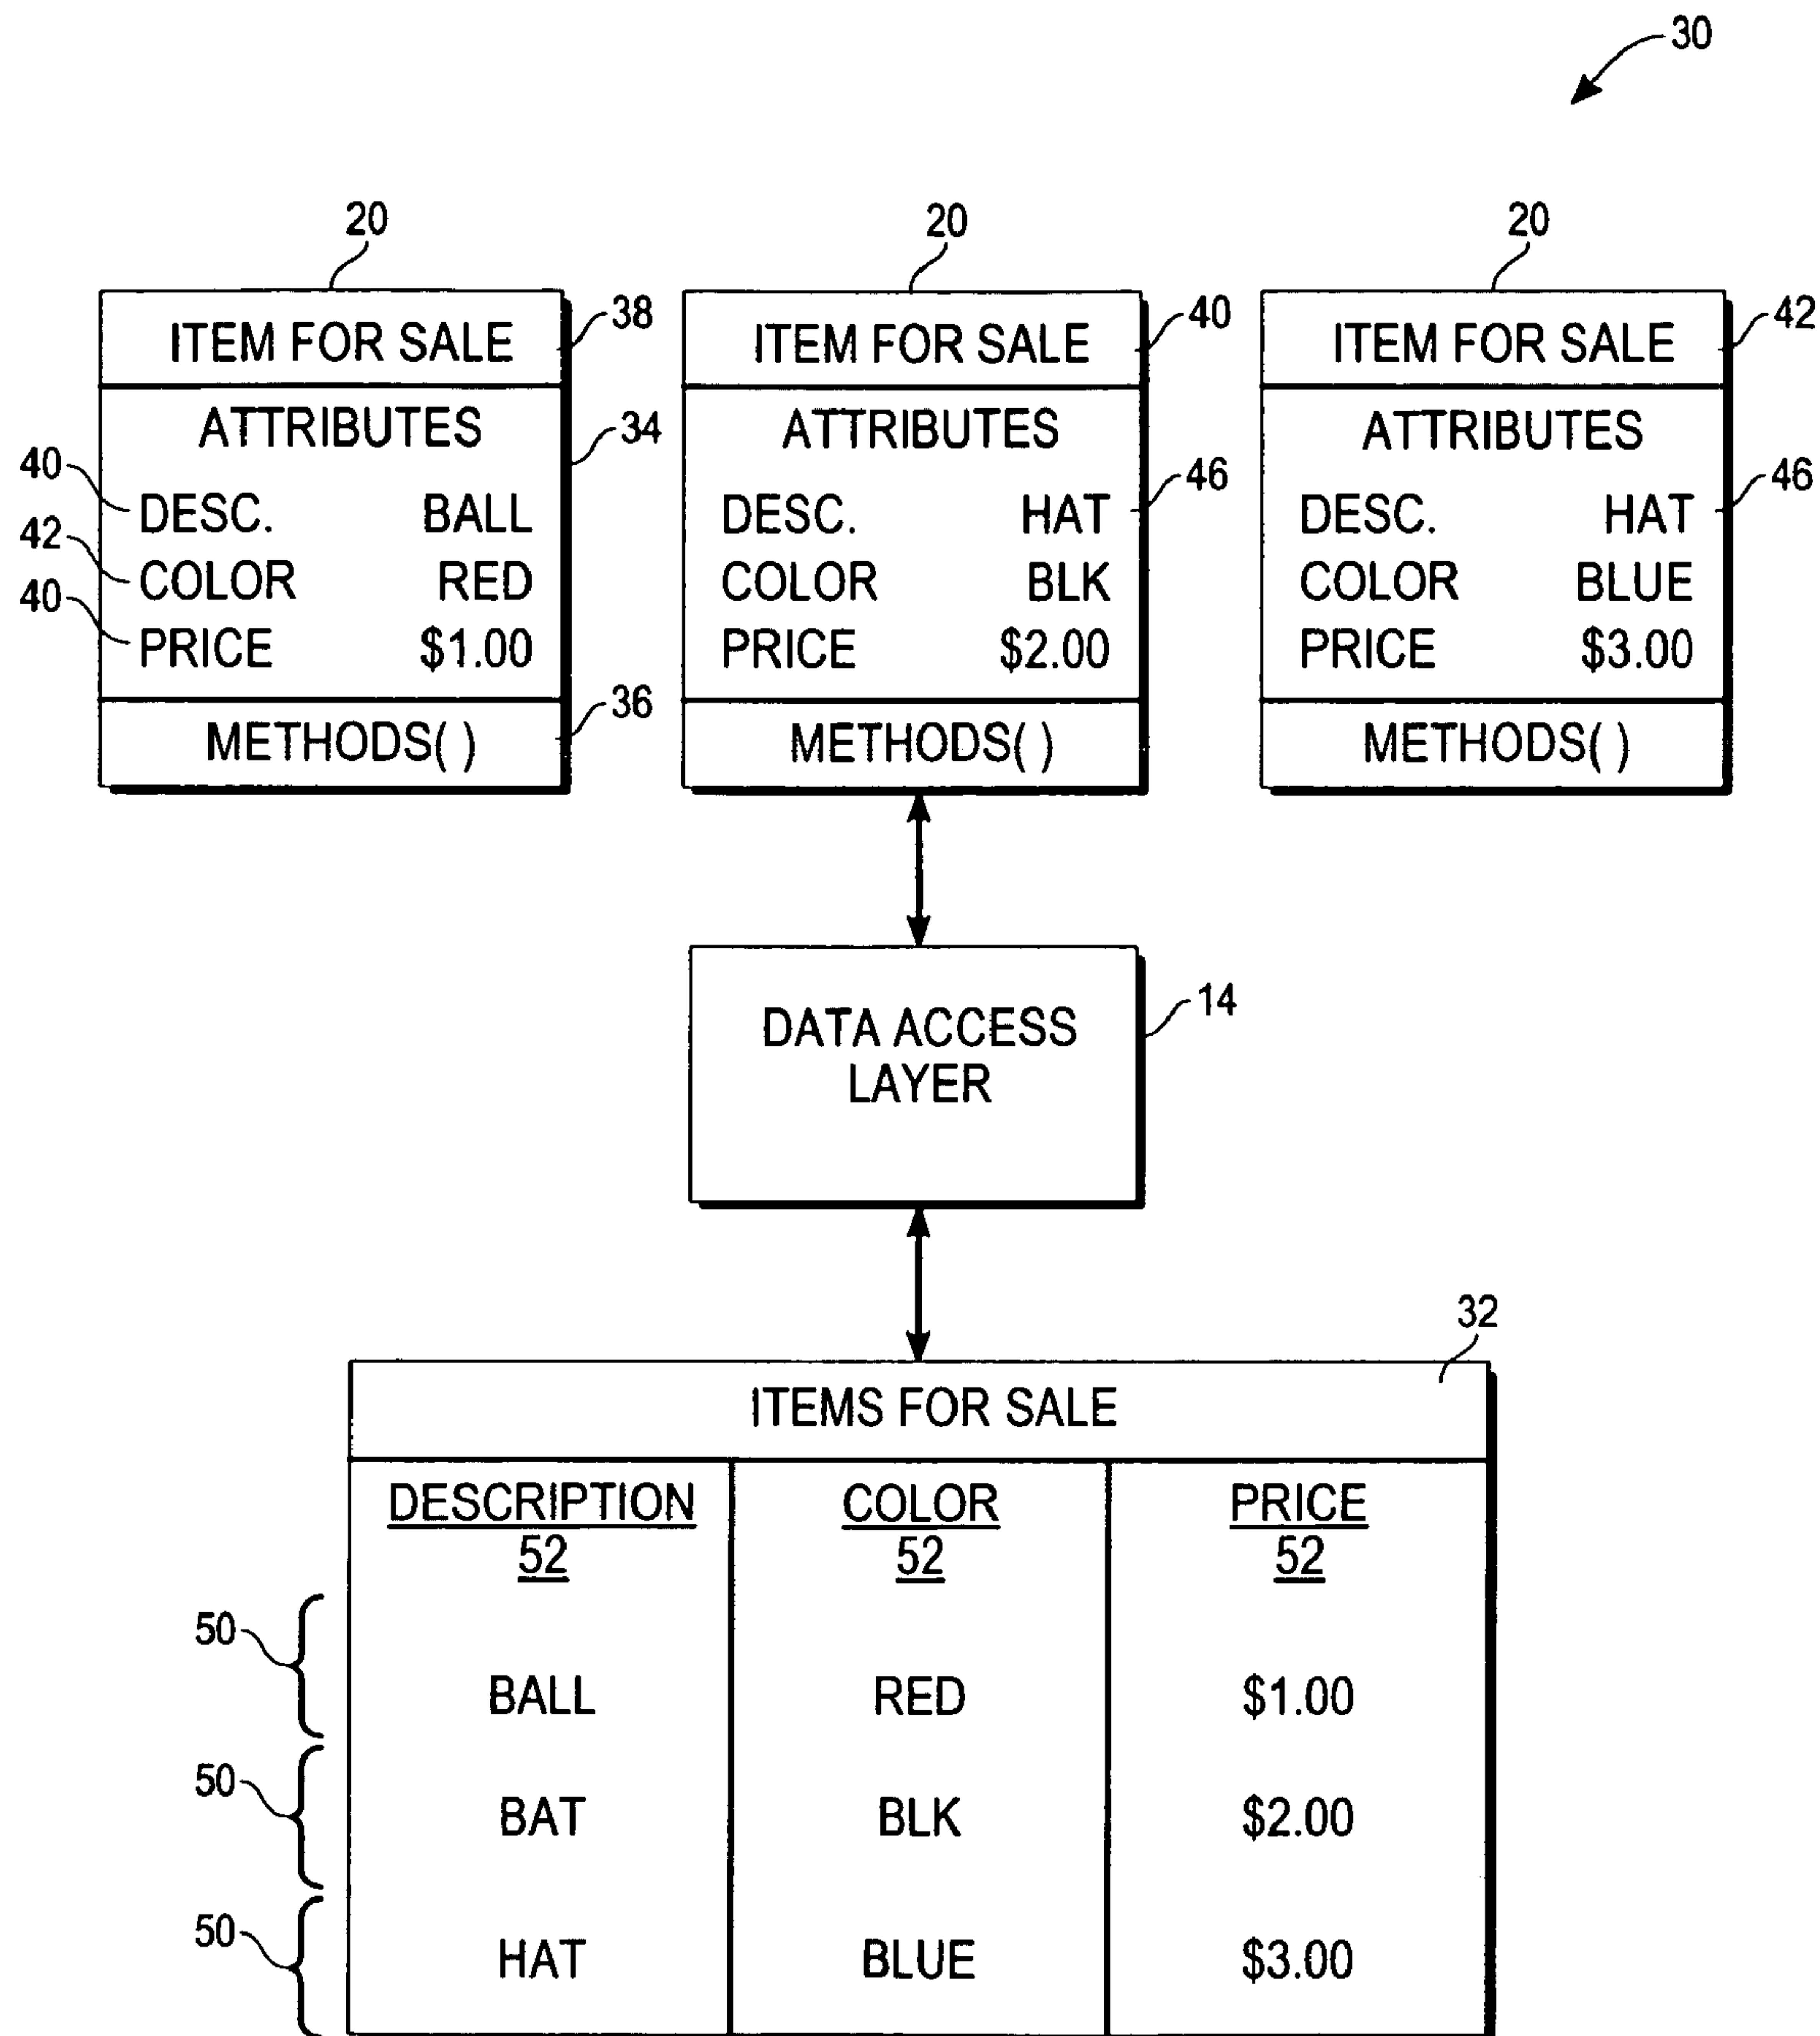 30
20
20
20
ITEM FOR SALE
38
ATTRIBUTES
34
40
DESC. BALL
42
COLOR RED
40
PRICE $1.00
METHODS( )
36
ITEM FOR SALE
40
ATTRIBUTES
46
DESC. HAT
COLOR BLK
PRICE $2.00
METHODS( )
ITEM FOR SALE
42
ATTRIBUTES
46
DESC. HAT
COLOR BLUE
PRICE $3.00
METHODS( )
DATA ACCESS
LAYER
14
32
ITEMS FOR SALE
DESCRIPTION COLOR PRICE
52 52 52
50
BALL RED $1.00
50
BAT BLK $2.00
50
HAT BLUE $3.00